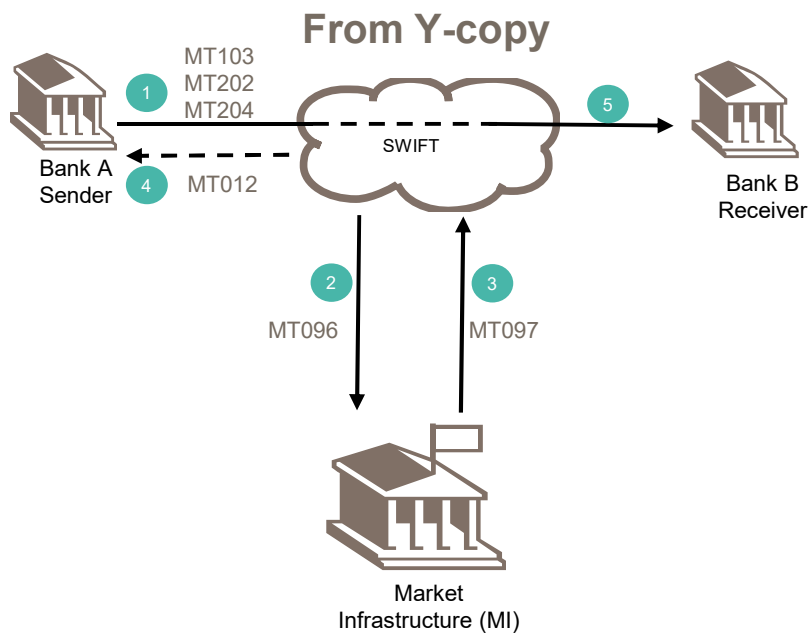 From Y-copy
MT103
MT202
MT204
1
5
SWIFT
Bank A
Sender
4
MT012
Bank B
Receiver
2
3
MT096
MT097
Market
Infrastructure (MI)